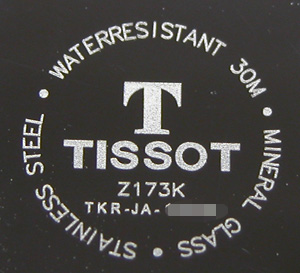 WATERRESISTANT 30M • MINERAL GLASS • STAINLESS STEEL •
T
TISSOT
Z173K
TKR-JA-